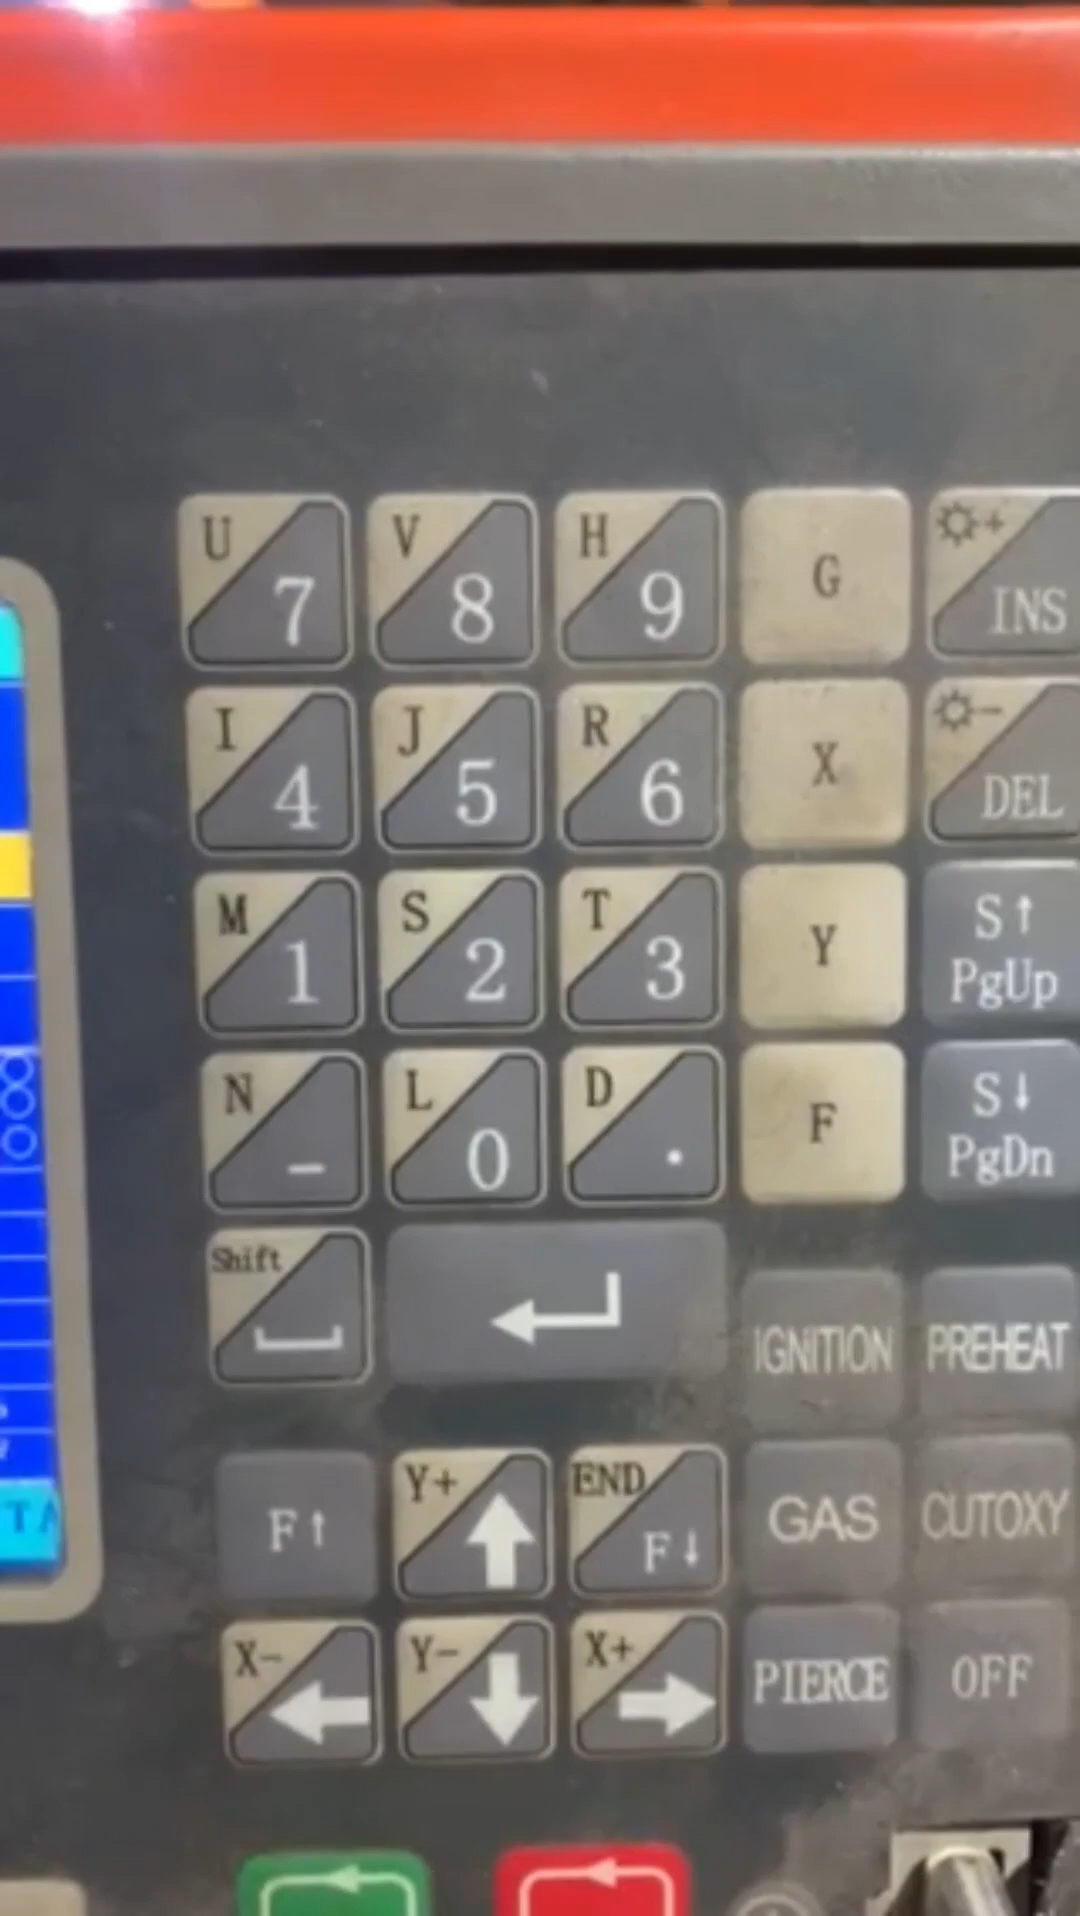 U 7
V 8
H 9
G
+ INS
I 4
J 5
R 6
X
- DEL
M 1
S 2
T 3
Y
S↑
PgUp
N -
L 0
D .
F
S↓
PgDn
Shift
IGNITION
PREHEAT
F↑
Y+
END F↓
GAS
CUTOXY
X-
Y-
X+
PIERCE
OFF